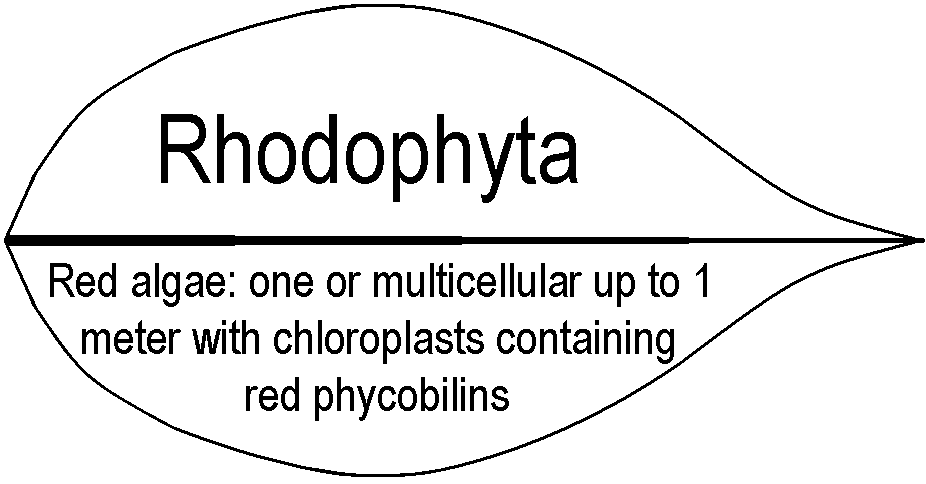 Rhodophyta
Red algae: one or multicellular up to 1
meter with chloroplasts containing
red phycobilins